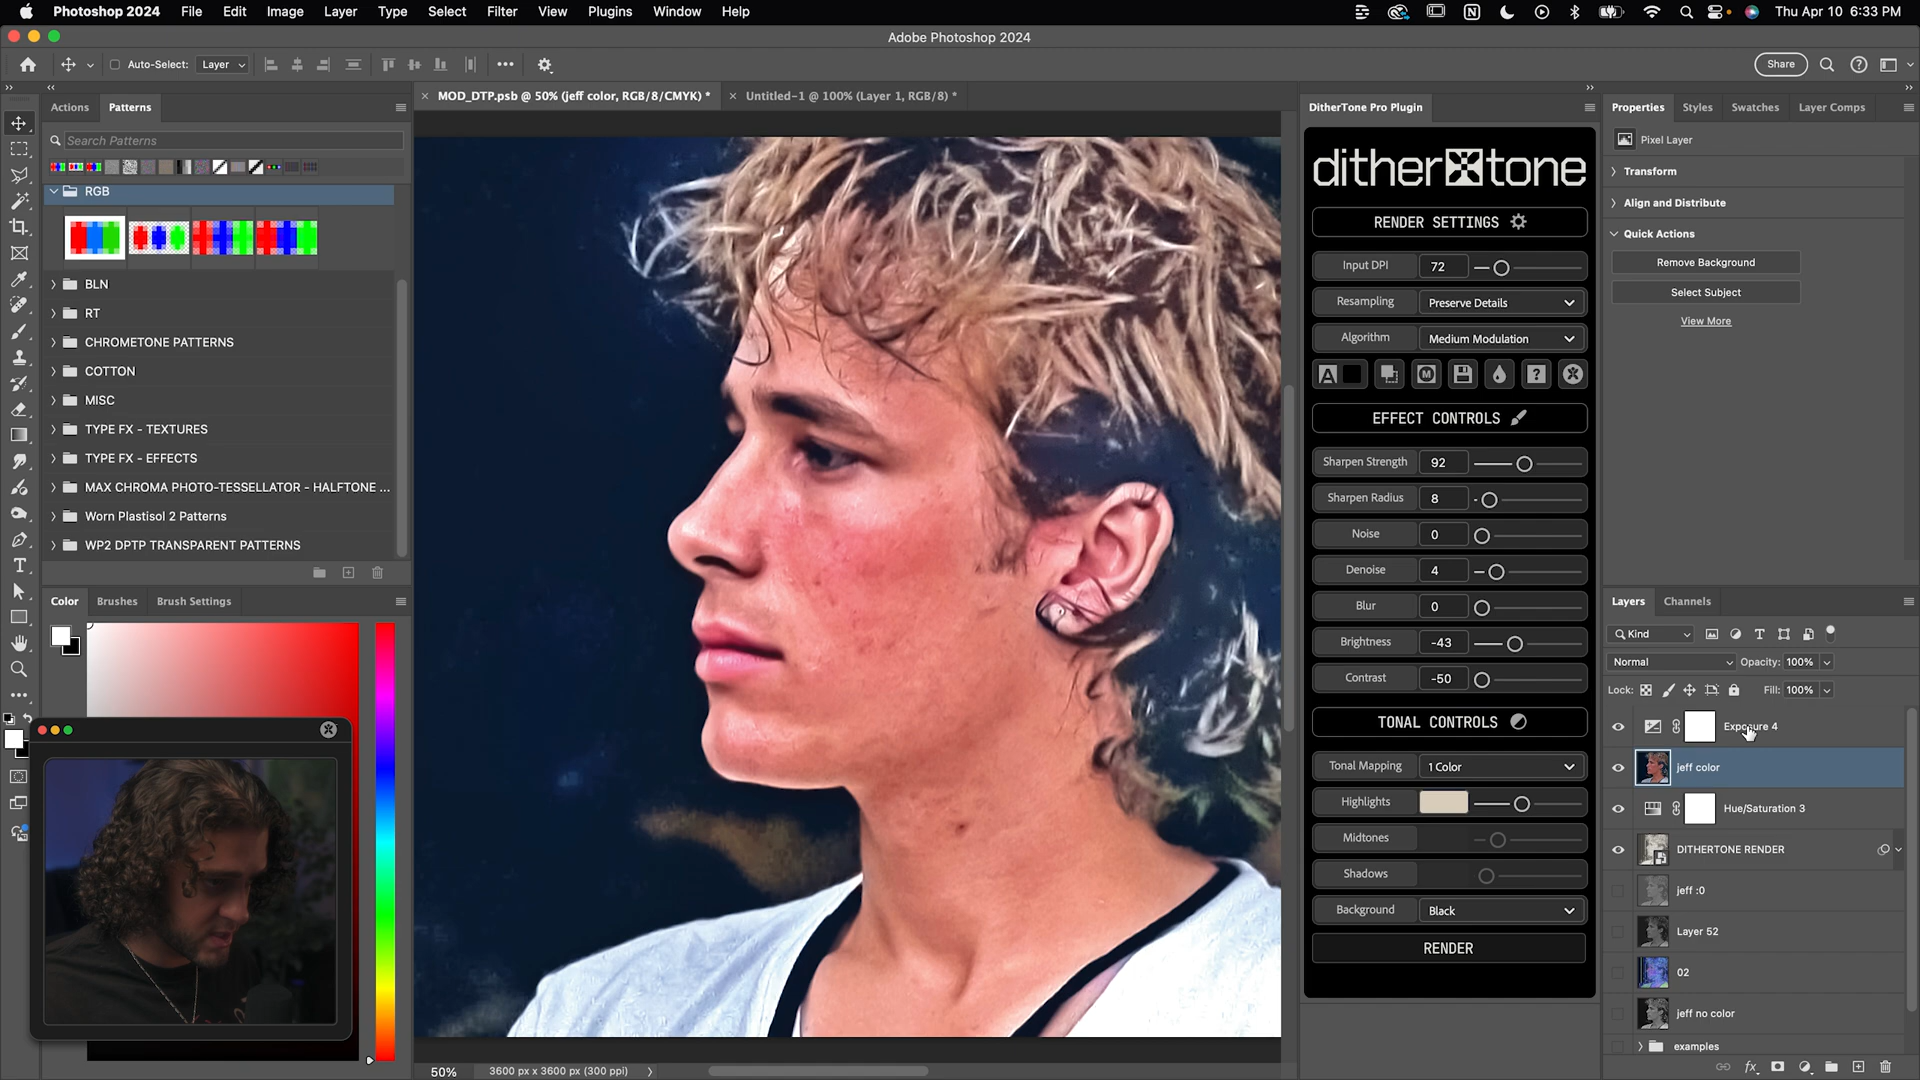 Photoshop 2024 File Edit Image Layer Type Select Filter View Plugins Window Help
Thu Apr 10 6:33 PM
Adobe Photoshop 2024
Auto-Select: Layer
Share
Actions Patterns
MOD_DTP.psb @ 50% (jeff color, RGB/8/CMYK) *
Untitled-1 @ 100% (Layer 1, RGB/8) *
DitherTone Pro Plugin
Properties Styles Swatches Layer Comps
Search Patterns
RGB
BLN
RT
CHROMETONE PATTERNS
COTTON
MISC
TYPE FX - TEXTURES
TYPE FX - EFFECTS
MAX CHROMA PHOTO-TESSELLATOR - HALFTONE ...
Worn Plastisol 2 Patterns
WP2 DPTP TRANSPARENT PATTERNS
Color Brushes Brush Settings
50% 3600 px x 3600 px (300 ppi)
dither tone
RENDER SETTINGS
Input DPI 72
Resampling Preserve Details
Algorithm Medium Modulation
A M ?
EFFECT CONTROLS
Sharpen Strength 92
Sharpen Radius 8
Noise 0
Denoise 4
Blur 0
Brightness -43
Contrast -50
TONAL CONTROLS
Tonal Mapping 1 Color
Highlights
Midtones
Shadows
Background Black
RENDER
Pixel Layer
Transform
Align and Distribute
Quick Actions
Remove Background
Select Subject
View More
Layers Channels
Kind
Normal Opacity: 100%
Lock: Fill: 100%
Exposure 4
jeff color
Hue/Saturation 3
DITHERTONE RENDER
jeff :0
Layer 52
02
jeff no color
examples
fx